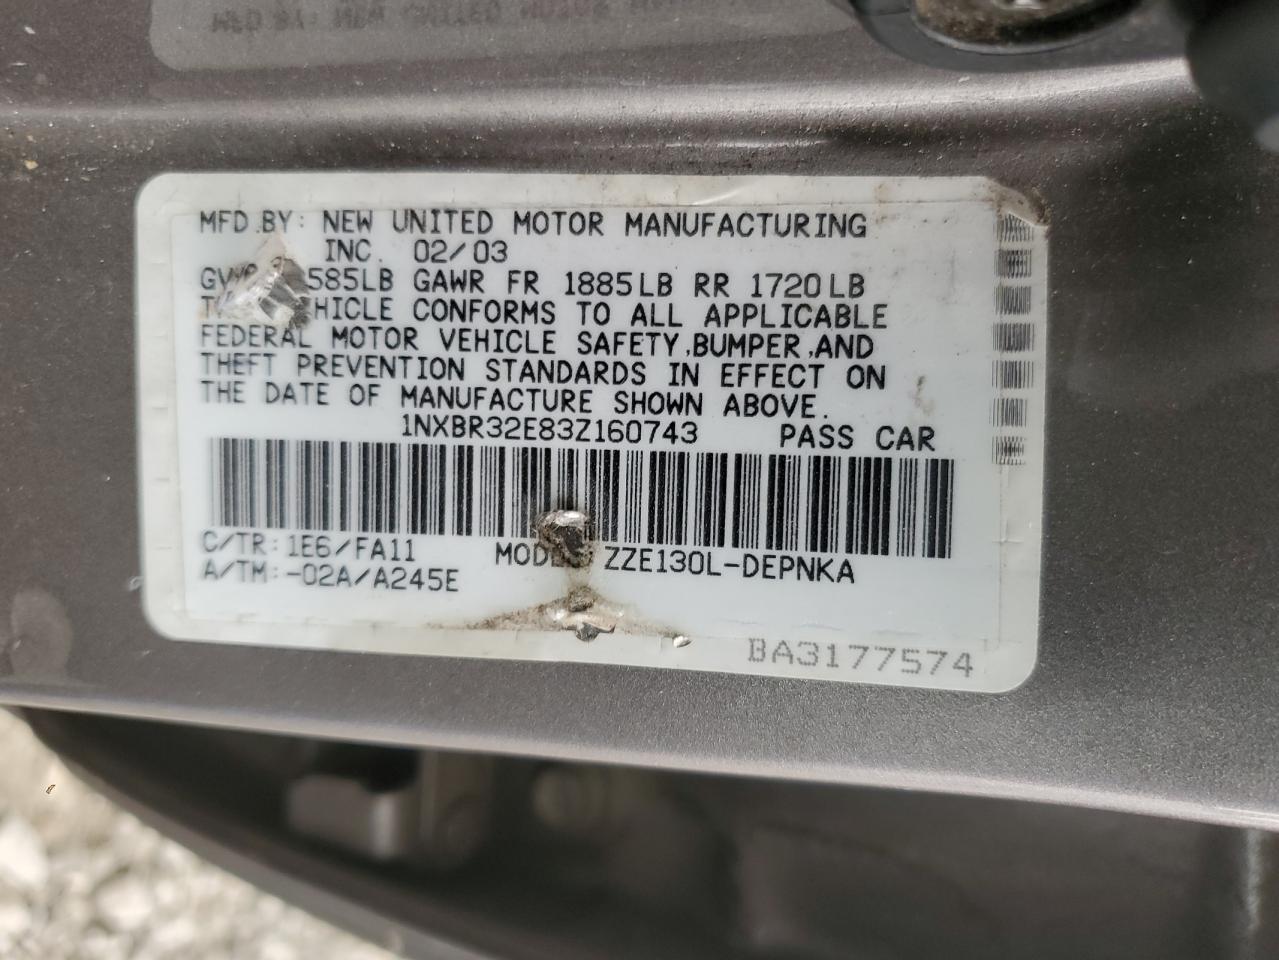 MFD.BY: NEW UNITED MOTOR MANUFACTURING
INC. 02/03
585LB GAWR FR 1885LB RR 1720LB
CONFORMS TO ALL APPLICABLE
FEDERAL MOTOR VEHICLE SAFETY,BUMPER,AND
THEFT PREVENTION STANDARDS IN EFFECT ON
THE DATE OF MANUFACTURE SHOWN ABOVE.
1NXBR32E83Z160743 PASS CAR
C/TR: 1E6/FA11 ZZE130L-DEPNKA
A/TM:-02A/A245E
BA3177574